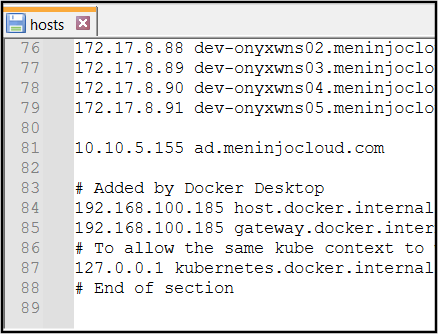 hosts
76 172.17.8.88 dev-onyxwns02.meninjoclo
77 172.17.8.89 dev-onyxwns03.meninjoclo
78 172.17.8.90 dev-onyxwns04.meninjoclo
79 172.17.8.91 dev-onyxwns05.meninjoclo
80
81 10.10.5.155 ad.meninjocloud.com
82
83 # Added by Docker Desktop
84 192.168.100.185 host.docker.internal
85 192.168.100.185 gateway.docker.inter
86 # To allow the same kube context to
87 127.0.0.1 kubernetes.docker.internal
88 # End of section
89